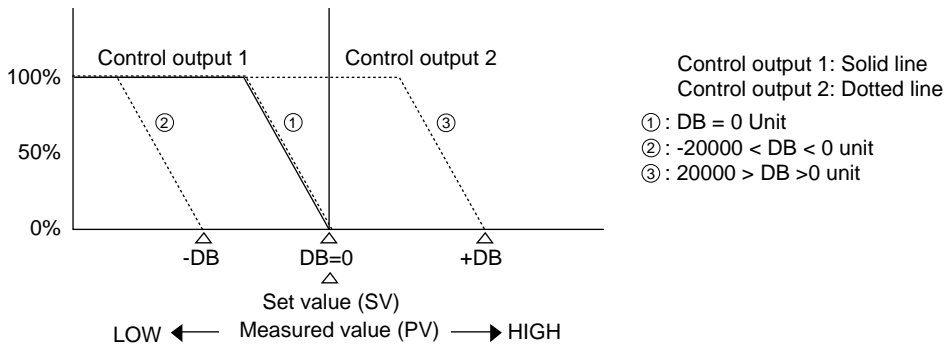 Control output 1
Control output 2
100%
50%
0%
①
②
③
-DB
DB=0
+DB
Set value (SV)
LOW
Measured value (PV)
HIGH
Control output 1: Solid line
Control output 2: Dotted line
①: DB = 0 Unit
②: -20000 < DB < 0 unit
③: 20000 > DB >0 unit